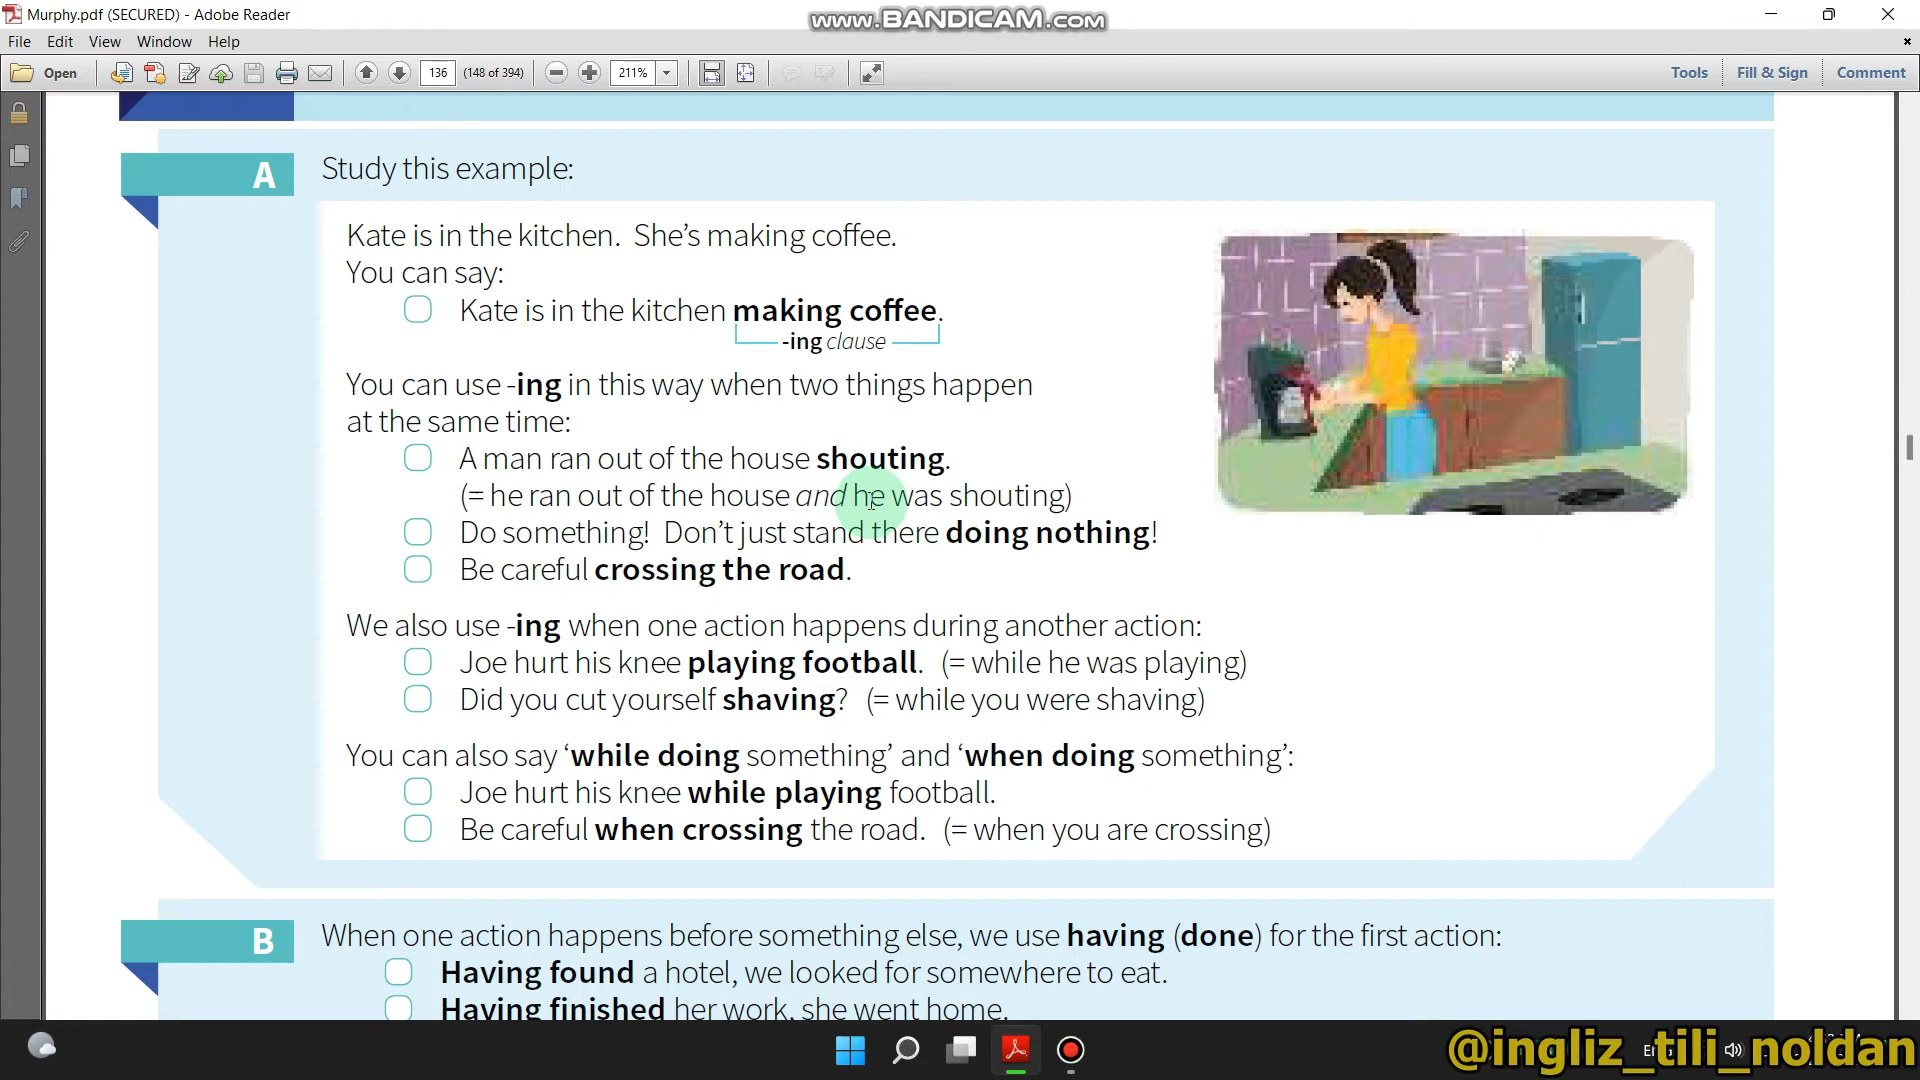 Murphy.pdf (SECURED) - Adobe Reader
www.BANDICAM.com
File Edit View Window Help
Open 136 (148 of 394) 211% Tools Fill & Sign Comment
A Study this example:
Kate is in the kitchen. She's making coffee.
You can say:
Kate is in the kitchen making coffee.
-ing clause
You can use -ing in this way when two things happen
at the same time:
A man ran out of the house shouting.
(= he ran out of the house and he was shouting)
Do something! Don't just stand there doing nothing!
Be careful crossing the road.
We also use -ing when one action happens during another action:
Joe hurt his knee playing football. (= while he was playing)
Did you cut yourself shaving? (= while you were shaving)
You can also say ‘while doing something’ and ‘when doing something’:
Joe hurt his knee while playing football.
Be careful when crossing the road. (= when you are crossing)
B When one action happens before something else, we use having (done) for the first action:
Having found a hotel, we looked for somewhere to eat.
Having finished her work, she went home.
@ingliz_tili_noldan